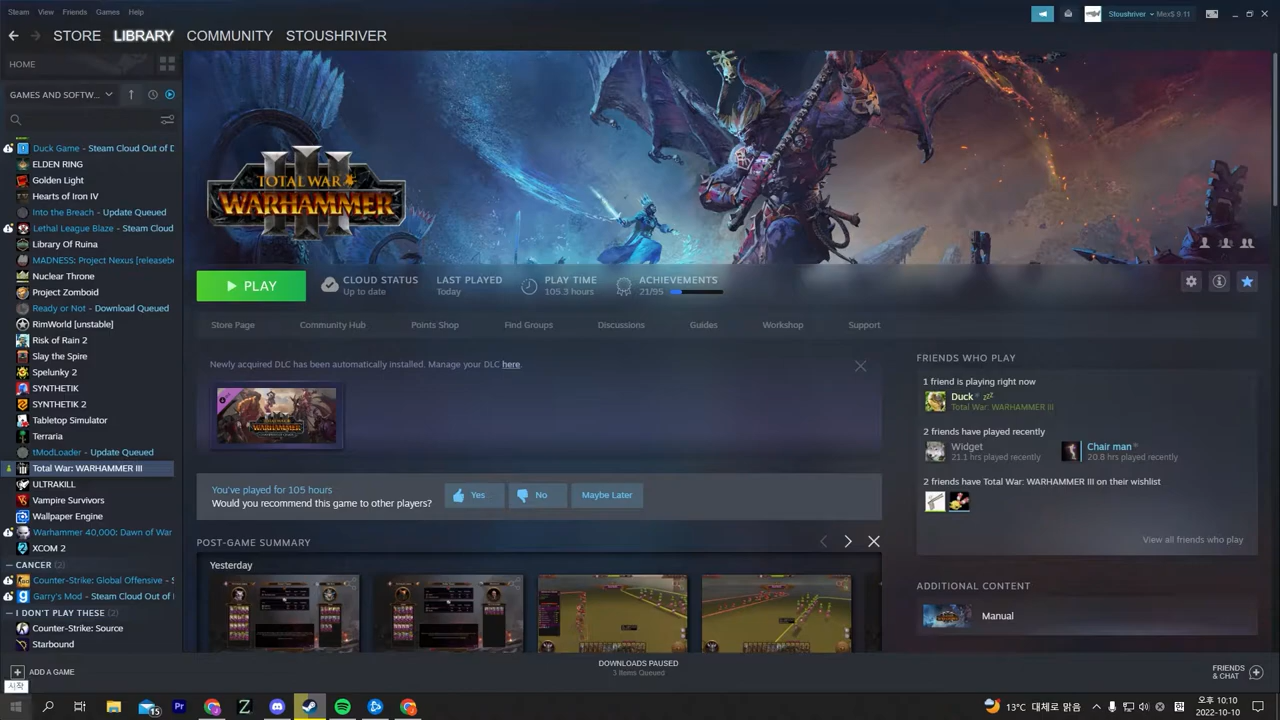 Steam View Friends Games Help
Stoushriver Mex$ 9.11
STORE LIBRARY COMMUNITY STOUSHRIVER
HOME
GAMES AND SOFTW...
Duck Game - Steam Cloud Out of D
ELDEN RING
Golden Light
Hearts of Iron IV
Into the Breach - Update Queued
Lethal League Blaze - Steam Cloud
Library Of Ruina
MADNESS: Project Nexus [releasebe
Nuclear Throne
Project Zomboid
Ready or Not - Download Queued
RimWorld [unstable]
Risk of Rain 2
Slay the Spire
Spelunky 2
SYNTHETIK
SYNTHETIK 2
Tabletop Simulator
Terraria
tModLoader - Update Queued
Total War: WARHAMMER III
ULTRAKILL
Vampire Survivors
Wallpaper Engine
Warhammer 40,000: Dawn of War
XCOM 2
CANCER (2)
Counter-Strike: Global Offensive - S
Garry's Mod - Steam Cloud Out of
I DON'T PLAY THESE (2)
Counter-Strike: Source
Starbound
ADD A GAME
시작
III
TOTAL WAR
WARHAMMER
PLAY
CLOUD STATUS
Up to date
LAST PLAYED
Today
PLAY TIME
105.3 hours
ACHIEVEMENTS
21/95
Store Page Community Hub Points Shop Find Groups Discussions Guides Workshop Support
Newly acquired DLC has been automatically installed. Manage your DLC here.
WARHAMMER
You've played for 105 hours
Would you recommend this game to other players?
Yes No Maybe Later
POST-GAME SUMMARY
Yesterday
FRIENDS WHO PLAY
1 friend is playing right now
Duck zzz
Total War: WARHAMMER III
2 friends have played recently
Widget
21.1 hrs played recently
Chair man
20.8 hrs played recently
2 friends have Total War: WARHAMMER III on their wishlist
View all friends who play
ADDITIONAL CONTENT
Manual
DOWNLOADS PAUSED
3 Items Queued
FRIENDS
& CHAT
15
Pr
13°C 대체로 맑음
오후 10:10
2022-10-10